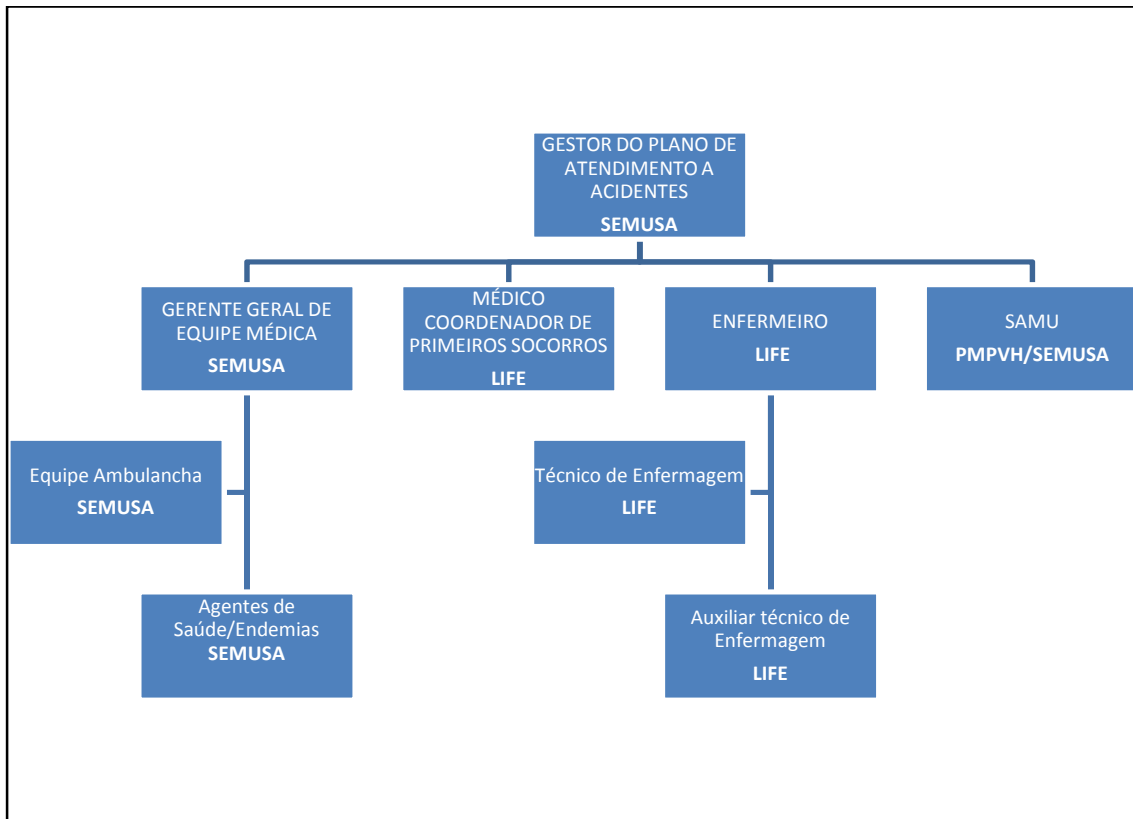 GESTOR DO PLANO DE
ATENDIMENTO A
ACIDENTES
SEMUSA
GERENTE GERAL DE
EQUIPE MÉDICA
SEMUSA
MÉDICO
COORDENADOR DE
PRIMEIROS SOCORROS
LIFE
ENFERMEIRO
LIFE
SAMU
PMPVH/SEMUSA
Equipe Ambulancha
SEMUSA
Técnico de Enfermagem
LIFE
Agentes de
Saúde/Endemias
SEMUSA
Auxiliar técnico de
Enfermagem
LIFE